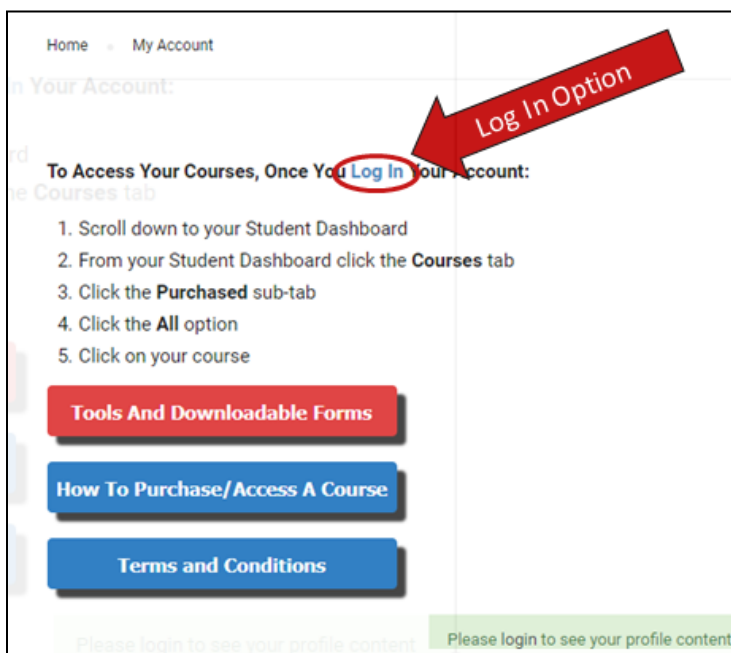 Home My Account
n Your Account:
Log In Option
rd
To Access Your Courses, Once You Log In Your Account:
he Courses tab
1. Scroll down to your Student Dashboard
2. From your Student Dashboard click the Courses tab
3. Click the Purchased sub-tab
4. Click the All option
5. Click on your course
Tools And Downloadable Forms
How To Purchase/Access A Course
Terms and Conditions
Please login to see your profile content
Please login to see your profile content